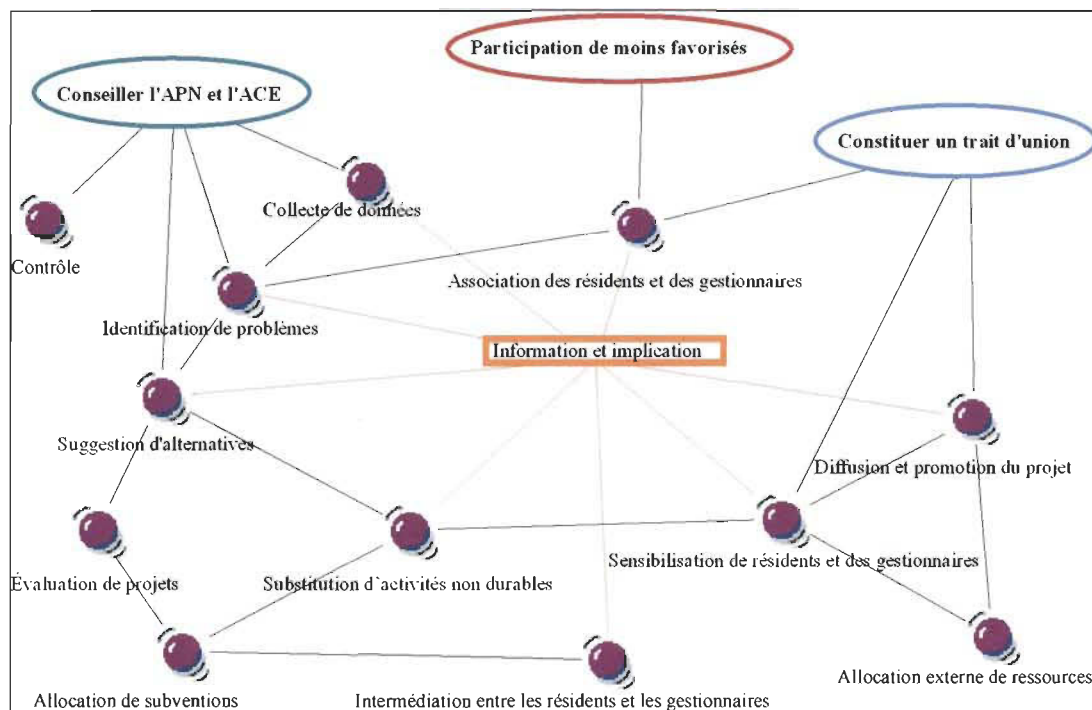 Participation de moins favorisés
Conseiller l'APN et l'ACE
Constituer un trait d'union
Collecte de données
Contrôle
Association des résidents et des gestionnaires
Identification de problèmes
Information et implication
Suggestion d'alternatives
Diffusion et promotion du projet
Sensibilisation de résidents et des gestionnaires
Évaluation de projets
Substitution d'activités non durables
Allocation externe de ressources
Allocation de subventions
Intermédiation entre les résidents et les gestionnaires